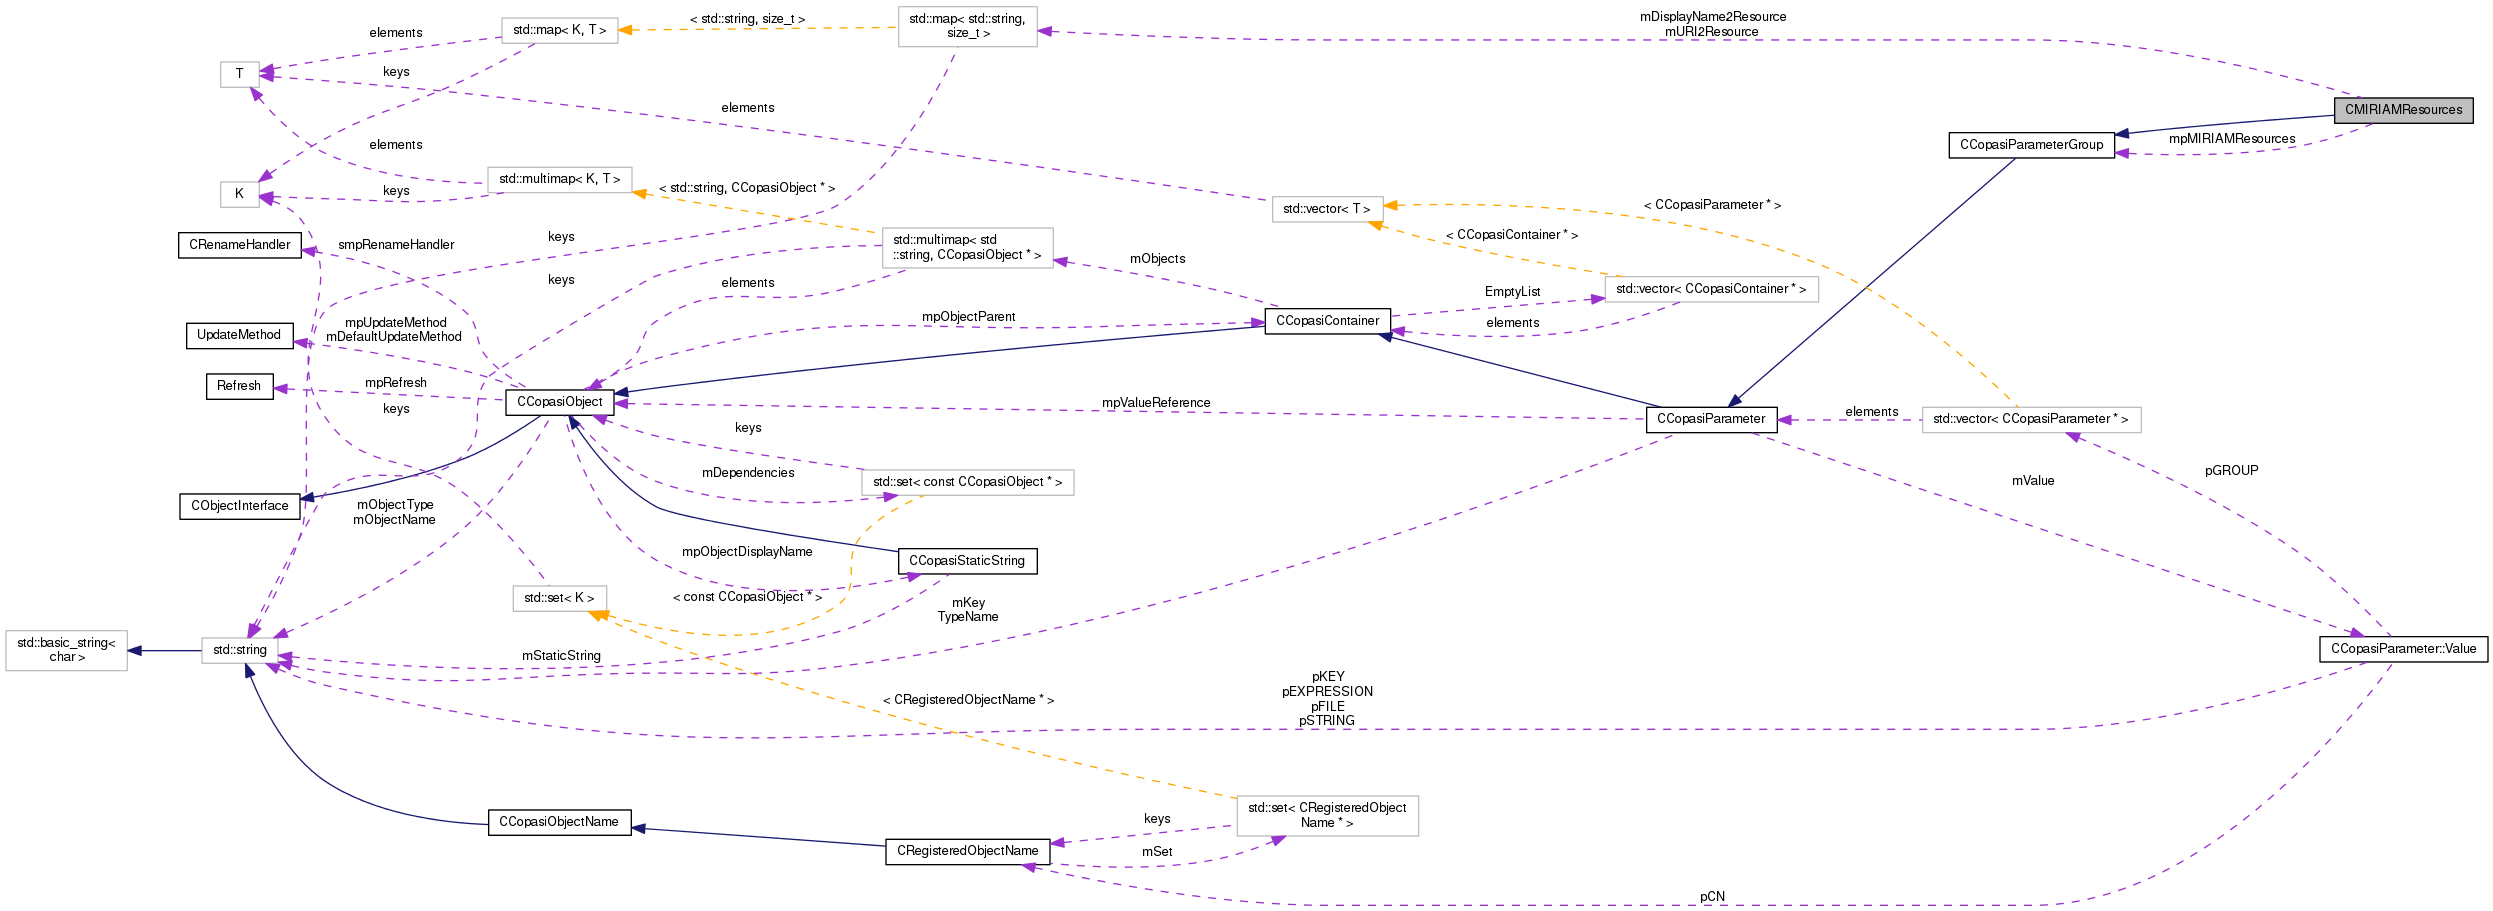 mDisplayName2Resource
mURI2Resource
< std::string, size_t >
std::map< std::string,
size_t >
std::map< K, T >
elements
T
keys
elements
CMIRIAMResources
mpMIRIAMResources
CCopasiParameterGroup
elements
std::multimap< K, T >
keys
K
< std::string, CCopasiObject * >
std::vector< T >
< CCopasiParameter * >
< CCopasiContainer * >
CRenameHandler
smpRenameHandler
keys
std::multimap< std
::string, CCopasiObject * >
mObjects
keys
elements
EmptyList
std::vector< CCopasiContainer * >
elements
mpObjectParent
CCopasiContainer
UpdateMethod
mpUpdateMethod
mDefaultUpdateMethod
Refresh
mpRefresh
keys
CCopasiObject
mpValueReference
CCopasiParameter
elements
std::vector< CCopasiParameter * >
keys
mDependencies
std::set< const CCopasiObject * >
mValue
pGROUP
CObjectInterface
mObjectType
mObjectName
mpObjectDisplayName
CCopasiStaticString
std::set< K >
< const CCopasiObject * >
mKey
TypeName
std::basic_string<
char >
std::string
mStaticString
CCopasiParameter::Value
pKEY
pEXPRESSION
pFILE
pSTRING
< CRegisteredObjectName * >
CCopasiObjectName
keys
std::set< CRegisteredObject
Name * >
CRegisteredObjectName
mSet
pCN